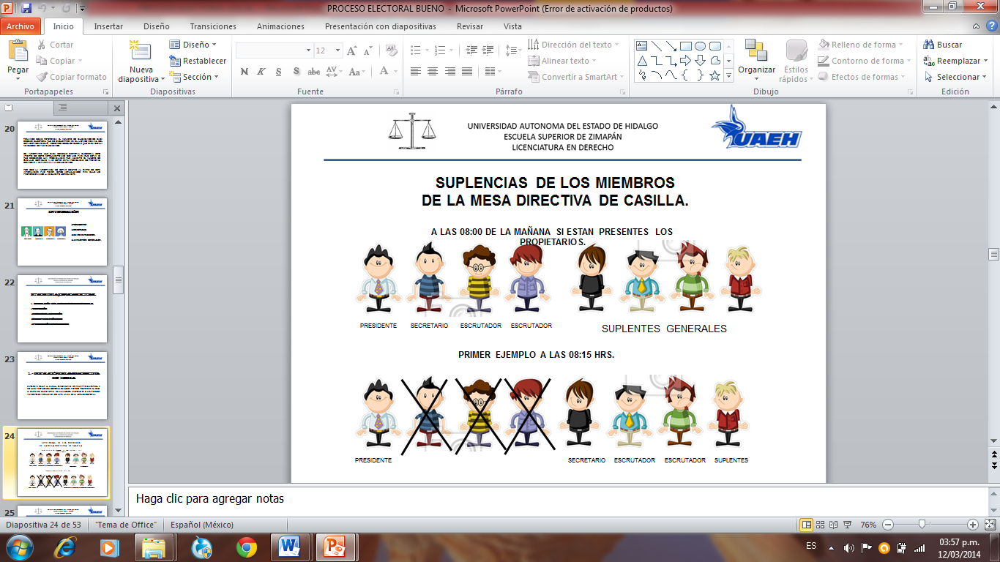 PROCESO ELECTORAL BUENO - Microsoft PowerPoint (Error de activación de productos)
Archivo
Inicio
Insertar
Diseño
Transiciones
Animaciones
Presentación con diapositivas
Revisar
Vista
Pegar
Cortar
Copiar
Copiar formato
Portapapeles
Nueva
diapositiva
Diseño
Restablecer
Sección
Diapositivas
12
N K S S abc AV Aa A
Fuente
Dirección del texto
Alinear texto
Convertir a SmartArt
Párrafo
Organizar
Estilos
rápidos
Relleno de forma
Contorno de forma
Efectos de formas
Dibujo
Buscar
Reemplazar
Seleccionar
Edición
20
21
22
23
24
25
UNIVERSIDAD AUTONOMA DEL ESTADO DE HIDALGO
ESCUELA SUPERIOR DE ZIMAPÁN
LICENCIATURA EN DERECHO
UAEH
SUPLENCIAS DE LOS MIEMBROS
DE LA MESA DIRECTIVA DE CASILLA.
A LAS 08:00 DE LA MAÑANA SI ESTAN PRESENTES LOS
PROPIETARIOS.
PRESIDENTE SECRETARIO ESCRUTADOR ESCRUTADOR
SUPLENTES GENERALES
PRIMER EJEMPLO A LAS 08:15 HRS.
PRESIDENTE SECRETARIO ESCRUTADOR ESCRUTADOR SUPLENTES
Haga clic para agregar notas
Diapositiva 24 de 53
"Tema de Office"
Español (México)
76%
ES
03:57 p.m.
12/03/2014